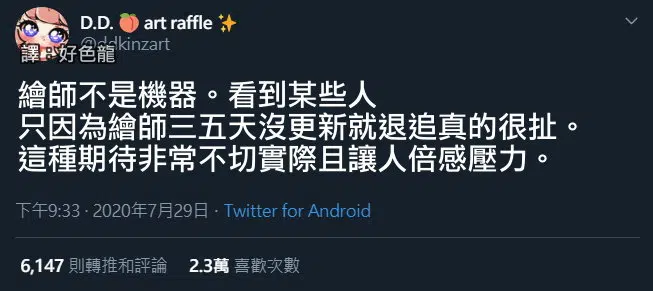 D.D. 🍑 art raffle ✨
@ddkinzart
譯：好色龍
繪師不是機器。看到某些人
只因為繪師三五天沒更新就退追真的很扯。
這種期待非常不切實際且讓人倍感壓力。
下午9:33 · 2020年7月29日 · Twitter for Android
6,147 則轉推和評論 2.3萬 喜歡次數